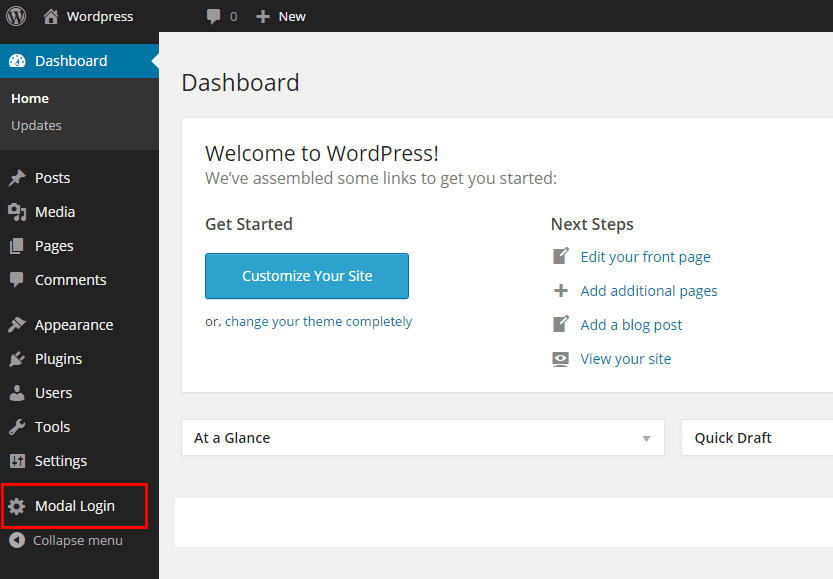 Wordpress 0 New
Dashboard
Home
Updates
Posts
Media
Pages
Comments
Appearance
Plugins
Users
Tools
Settings
Modal Login
Collapse menu
Dashboard
Welcome to WordPress!
We’ve assembled some links to get you started:
Get Started
Customize Your Site
or, change your theme completely
Next Steps
Edit your front page
Add additional pages
Add a blog post
View your site
At a Glance
Quick Draft